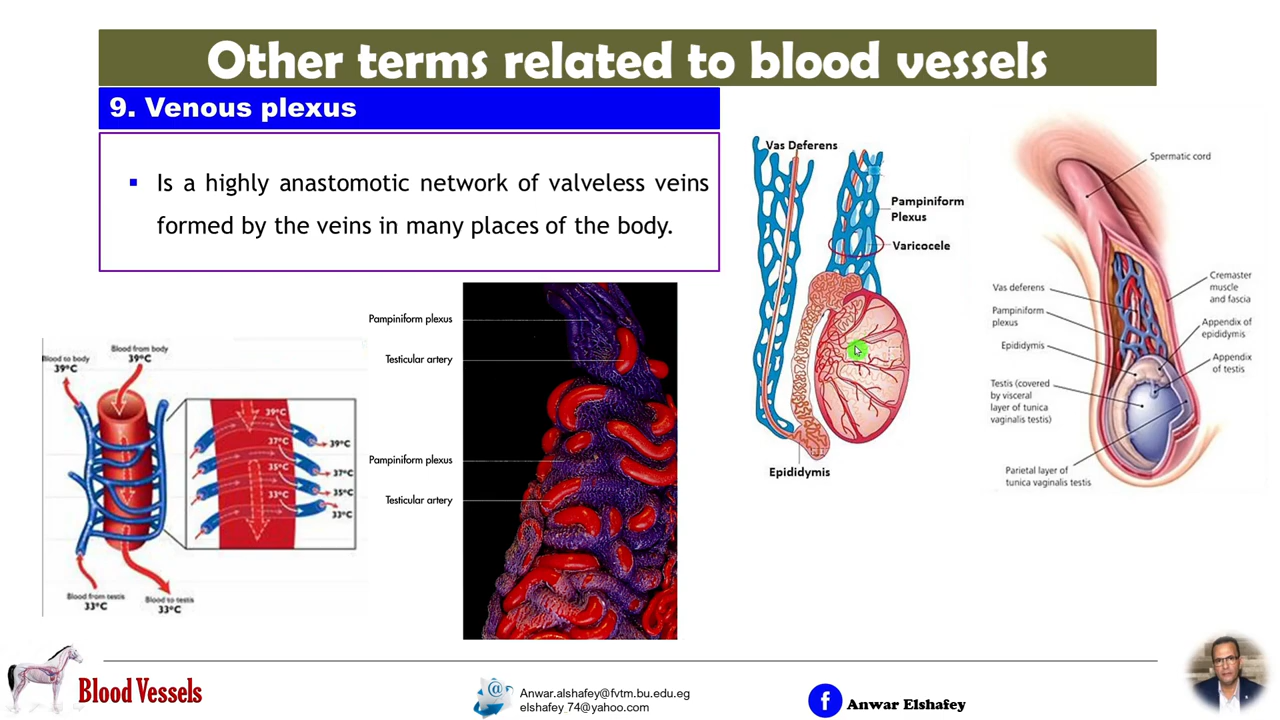 Other terms related to blood vessels
9. Venous plexus
▪ Is a highly anastomotic network of valveless veins
formed by the veins in many places of the body.
Blood to body
39°C
Blood from body
39°C
39°C
37°C
35°C
33°C
39°C
37°C
35°C
33°C
Blood from testis
33°C
Blood to testis
33°C
Pampiniform plexus
Testicular artery
Pampiniform plexus
Testicular artery
Vas Deferens
Pampiniform
Plexus
Varicocele
Epididymis
Spermatic cord
Vas deferens
Pampiniform
plexus
Epididymis
Testis (covered
by visceral
layer of tunica
vaginalis testis)
Cremaster
muscle
and fascia
Appendix of
epididymis
Appendix
of testis
Parietal layer of
tunica vaginalis testis
Blood Vessels
@
Anwar.alshafey@fvtm.bu.edu.eg
elshafey_74@yahoo.com
f
Anwar Elshafey